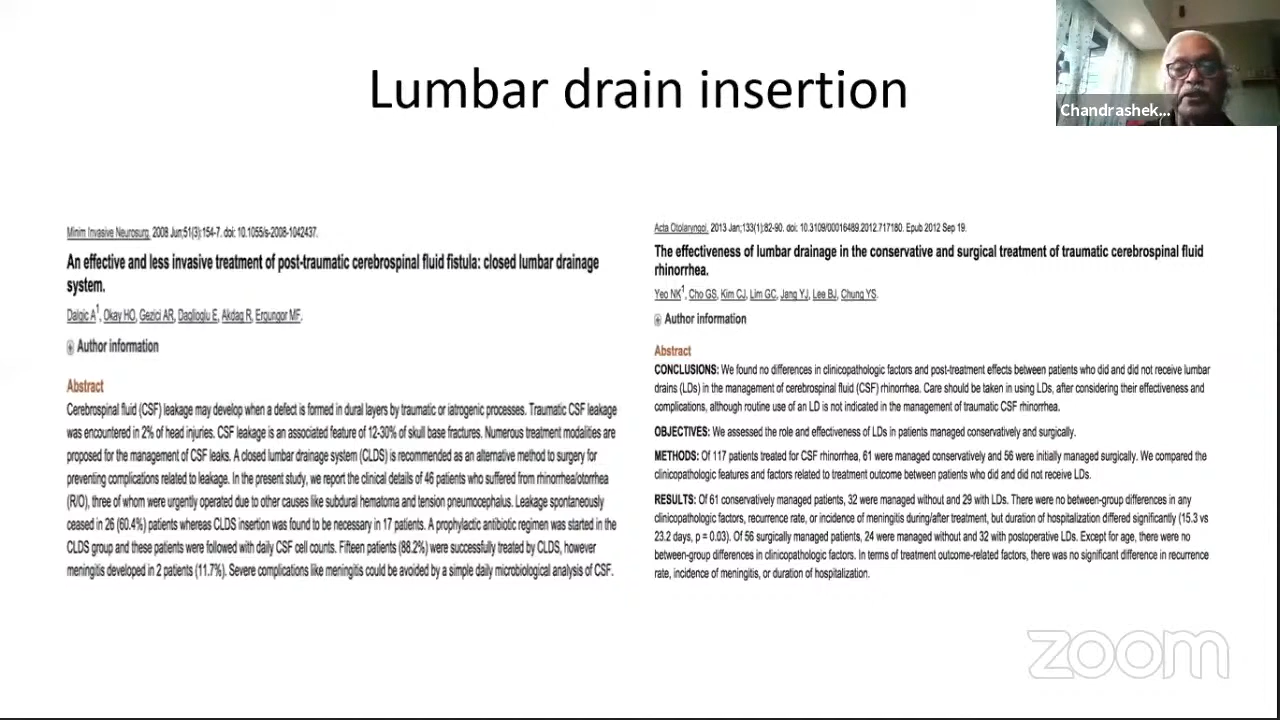 Lumbar drain insertion
Chandrashek...
Minim Invasive Neurosurg. 2008 Jun;51(3):154-7. doi: 10.1055/s-2008-1042437.
An effective and less invasive treatment of post-traumatic cerebrospinal fluid fistula: closed lumbar drainage
system.
Dalgic A1, Okay HO, Gezici AR, Daglioglu E, Akdag R, Ergungor MF.
Author information
Abstract
Cerebrospinal fluid (CSF) leakage may develop when a defect is formed in dural layers by traumatic or iatrogenic processes. Traumatic CSF leakage
was encountered in 2% of head injuries. CSF leakage is an associated feature of 12-30% of skull base fractures. Numerous treatment modalities are
proposed for the management of CSF leaks. A closed lumbar drainage system (CLDS) is recommended as an alternative method to surgery for
preventing complications related to leakage. In the present study, we report the clinical details of 46 patients who suffered from rhinorrhea/otorrhea
(R/O), three of whom were urgently operated due to other causes like subdural hematoma and tension pneumocephalus. Leakage spontaneously
ceased in 26 (60.4%) patients whereas CLDS insertion was found to be necessary in 17 patients. A prophylactic antibiotic regimen was started in the
CLDS group and these patients were followed with daily CSF cell counts. Fifteen patients (88.2%) were successfully treated by CLDS, however
meningitis developed in 2 patients (11.7%). Severe complications like meningitis could be avoided by a simple daily microbiological analysis of CSF.
Acta Otolaryngol. 2013 Jan;133(1):82-90. doi: 10.3109/00016489.2012.717180. Epub 2012 Sep 19.
The effectiveness of lumbar drainage in the conservative and surgical treatment of traumatic cerebrospinal fluid
rhinorrhea.
Yeo NK1, Cho GS, Kim CJ, Lim GC, Jang YJ, Lee BJ, Chung YS.
Author information
Abstract
CONCLUSIONS: We found no differences in clinicopathologic factors and post-treatment effects between patients who did and did not receive lumbar
drains (LDs) in the management of cerebrospinal fluid (CSF) rhinorrhea. Care should be taken in using LDs, after considering their effectiveness and
complications, although routine use of an LD is not indicated in the management of traumatic CSF rhinorrhea.
OBJECTIVES: We assessed the role and effectiveness of LDs in patients managed conservatively and surgically.
METHODS: Of 117 patients treated for CSF rhinorrhea, 61 were managed conservatively and 56 were initially managed surgically. We compared the
clinicopathologic features and factors related to treatment outcome between patients who did and did not receive LDs.
RESULTS: Of 61 conservatively managed patients, 32 were managed without and 29 with LDs. There were no between-group differences in any
clinicopathologic factors, recurrence rate, or incidence of meningitis during/after treatment, but duration of hospitalization differed significantly (15.3 vs
23.2 days, p = 0.03). Of 56 surgically managed patients, 24 were managed without and 32 with postoperative LDs. Except for age, there were no
between-group differences in clinicopathologic factors. In terms of treatment outcome-related factors, there was no significant difference in recurrence
rate, incidence of meningitis, or duration of hospitalization.
zoom